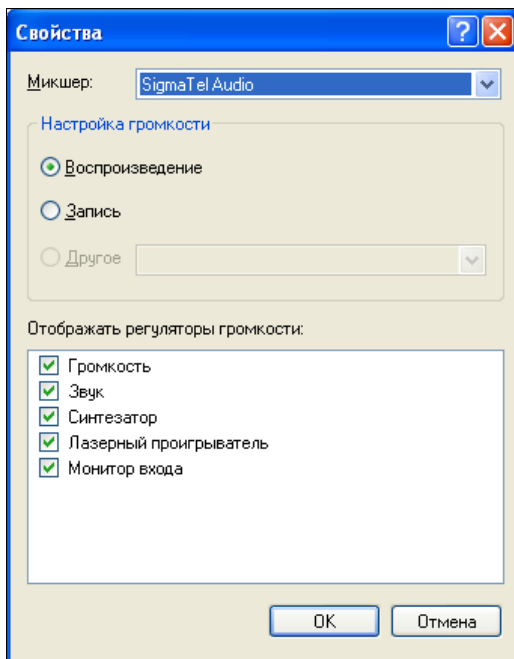 Свойства
Микшер: SigmaTel Audio
Настройка громкости
Воспроизведение
Запись
Другое
Отображать регуляторы громкости:
Громкость
Звук
Синтезатор
Лазерный проигрыватель
Монитор входа
OK Отмена